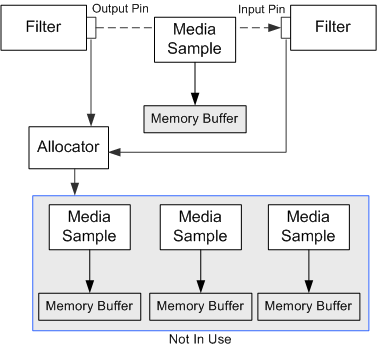 Filter
Output Pin
Media
Sample
Input Pin
Filter
Memory Buffer
Allocator
Media
Sample
Media
Sample
Media
Sample
Memory Buffer
Memory Buffer
Memory Buffer
Not In Use